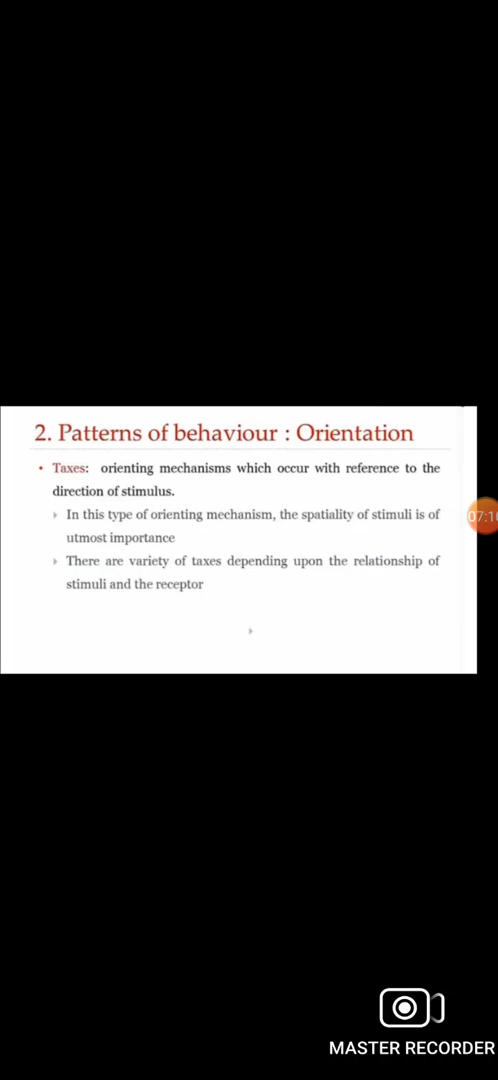 2. Patterns of behaviour : Orientation
• Taxes: orienting mechanisms which occur with reference to the
direction of stimulus.
In this type of orienting mechanism, the spatiality of stimuli is of
utmost importance
There are variety of taxes depending upon the relationship of
stimuli and the receptor
MASTER RECORDER